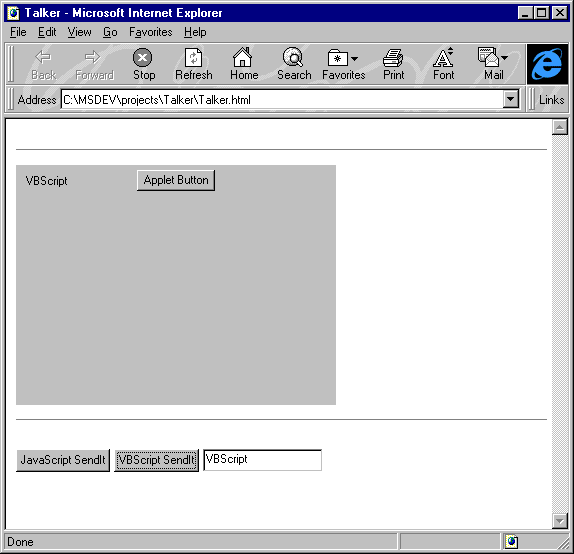 Talker - Microsoft Internet Explorer
File Edit View Go Favorites Help
Back Forward Stop Refresh Home Search Favorites Print Font Mail
Address C:\MSDEV\projects\Talker\Talker.html Links
VBScript Applet Button
JavaScript SendIt VBScript SendIt VBScript
Done